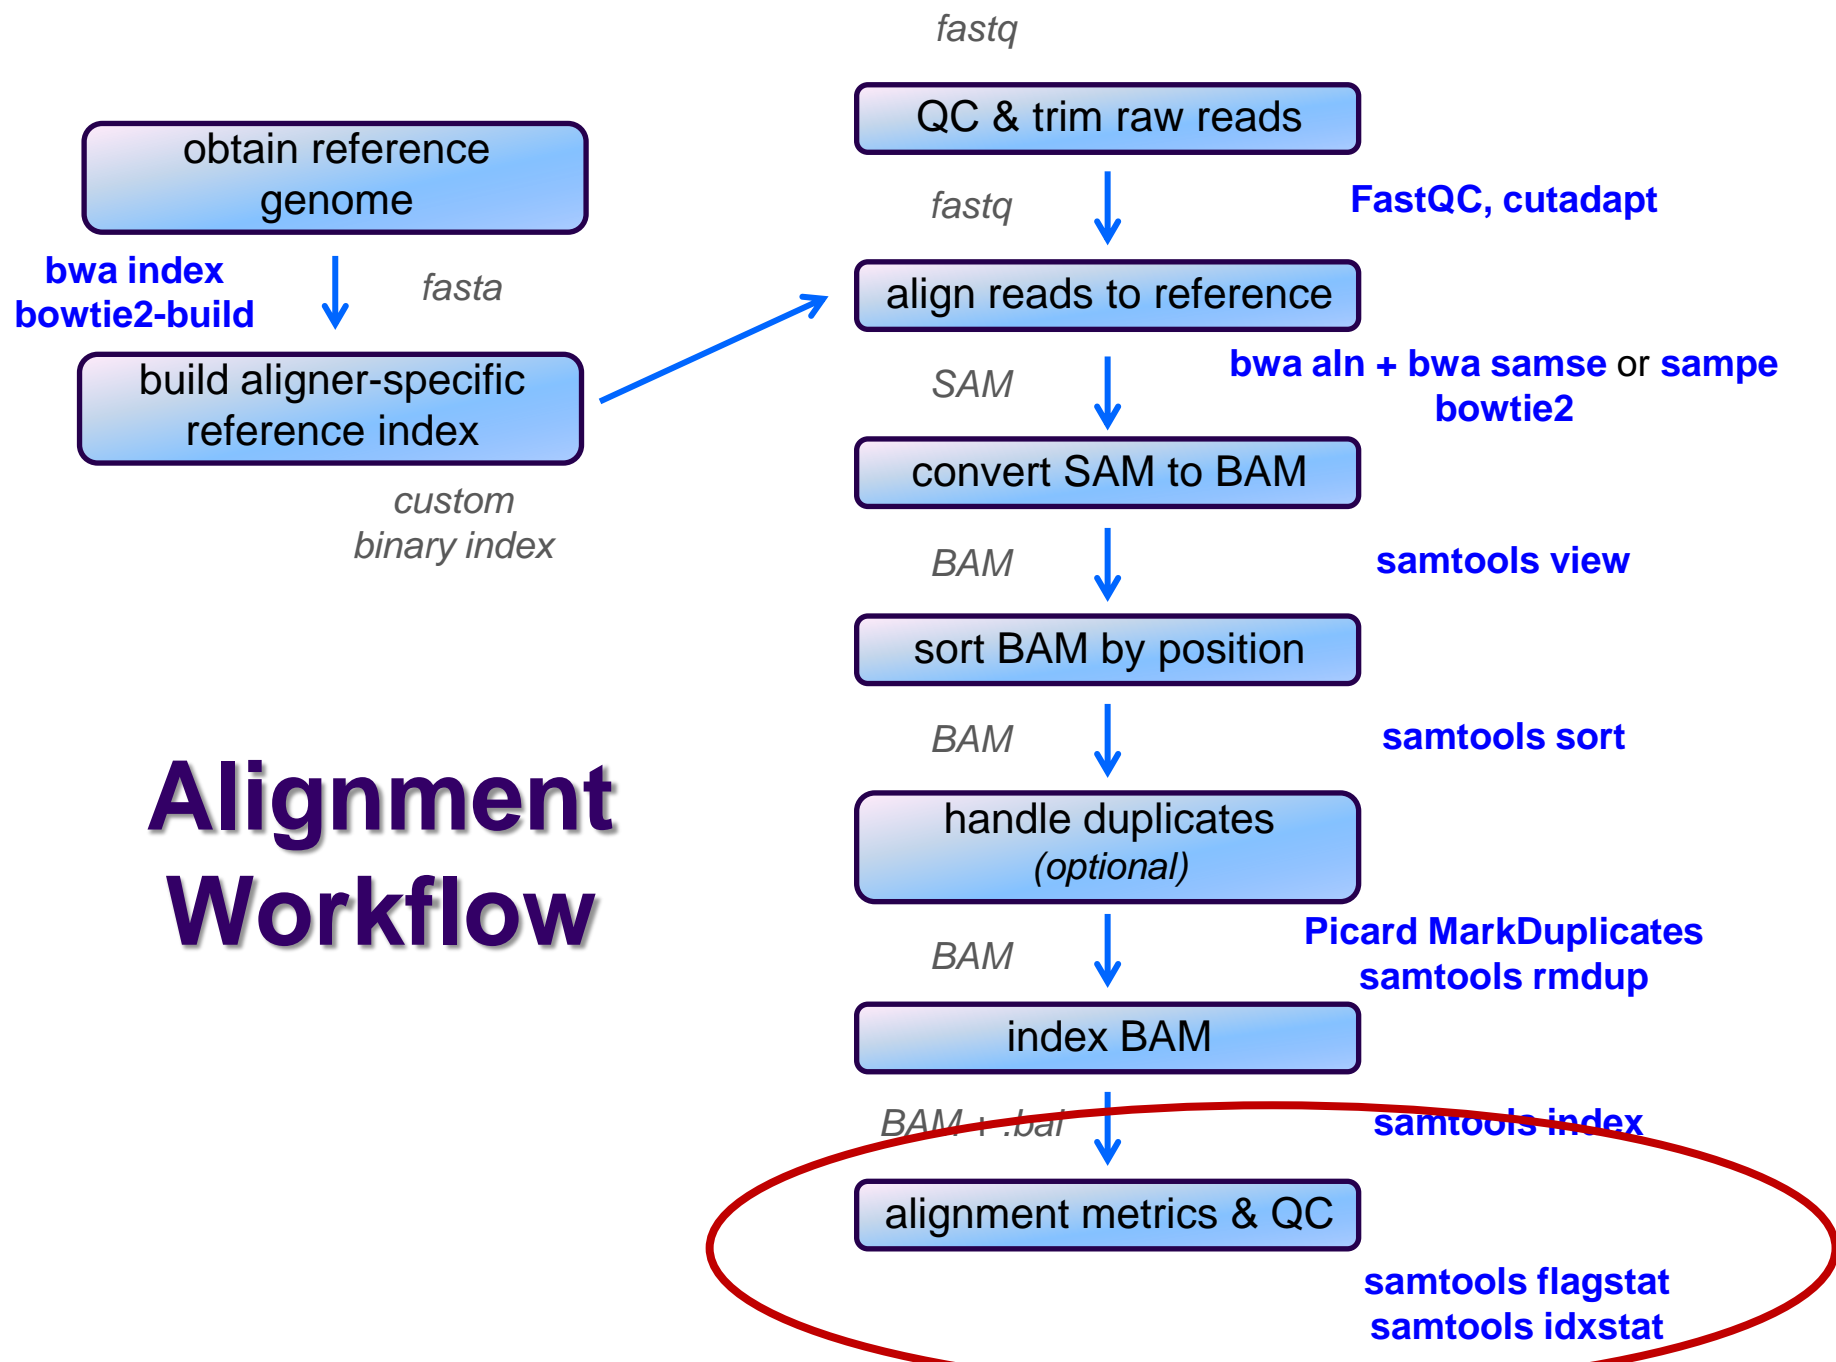 fastq
QC & trim raw reads
obtain reference
genome
fastq
FastQC, cutadapt
bwa index
bowtie2-build
fasta
align reads to reference
build aligner-specific
reference index
SAM
bwa aln + bwa samse or sampe
bowtie2
convert SAM to BAM
custom
binary index
BAM
samtools view
sort BAM by position
BAM
samtools sort
Alignment
Workflow
handle duplicates
(optional)
BAM
Picard MarkDuplicates
samtools rmdup
index BAM
BAM + .bai
samtools index
alignment metrics & QC
samtools flagstat
samtools idxstat